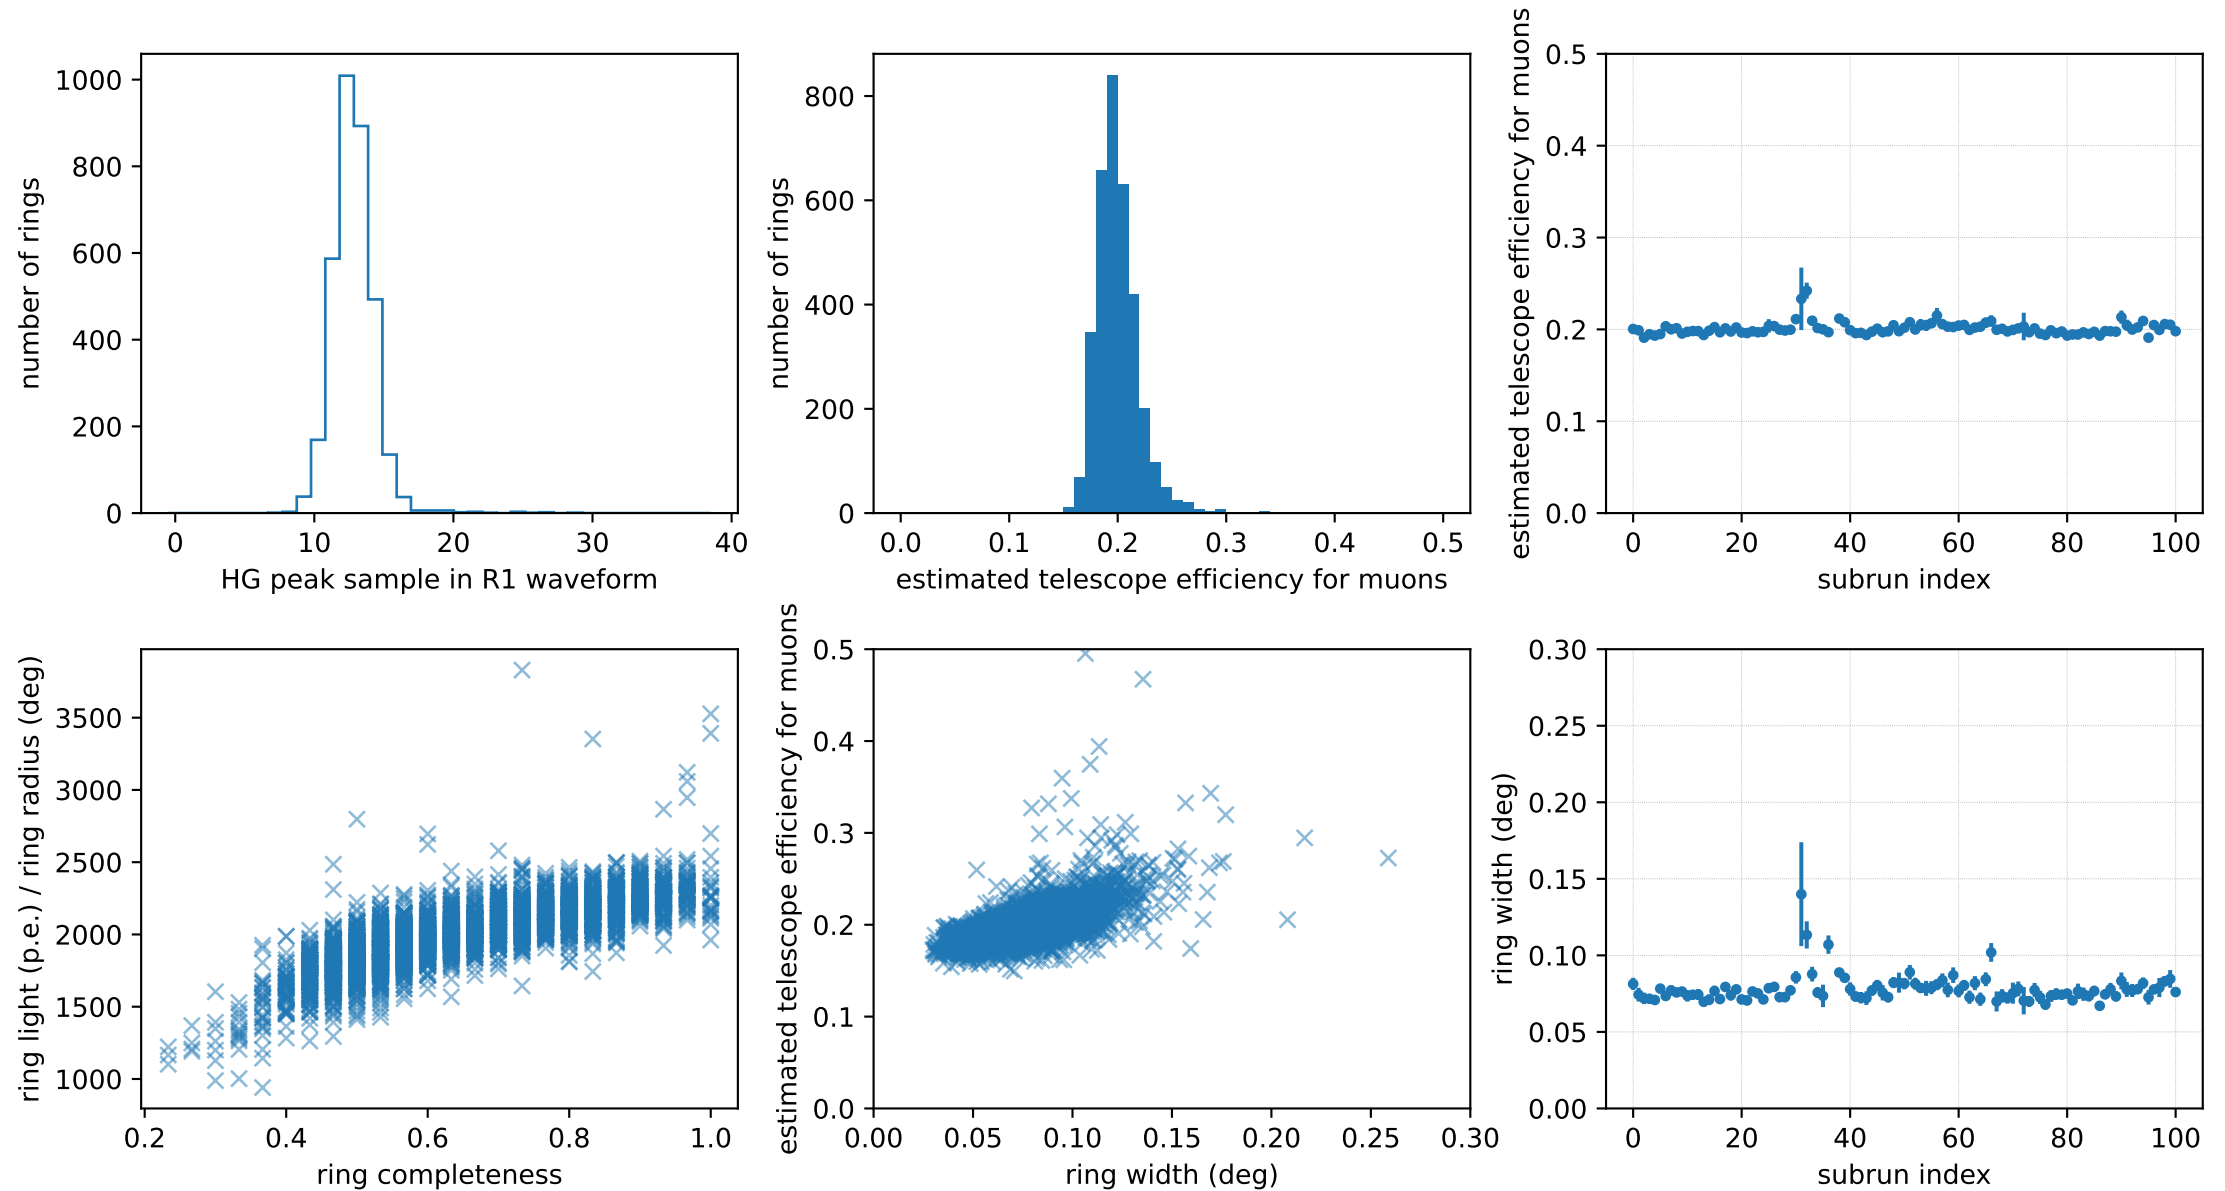 number of rings
1000
800
600
400
200
0
0 10 20 30 40
HG peak sample in R1 waveform
number of rings
800
600
400
200
0
0.0 0.1 0.2 0.3 0.4 0.5
estimated telescope efficiency for muons
estimated telescope efficiency for muons
0.5
0.4
0.3
0.2
0.1
0.0
0 20 40 60 80 100
subrun index
ring light (p.e.) / ring radius (deg)
3500
3000
2500
2000
1500
1000
0.2 0.4 0.6 0.8 1.0
ring completeness
estimated telescope efficiency for muons
0.5
0.4
0.3
0.2
0.1
0.0
0.00 0.05 0.10 0.15 0.20 0.25 0.30
ring width (deg)
ring width (deg)
0.30
0.25
0.20
0.15
0.10
0.05
0.00
0 20 40 60 80 100
subrun index